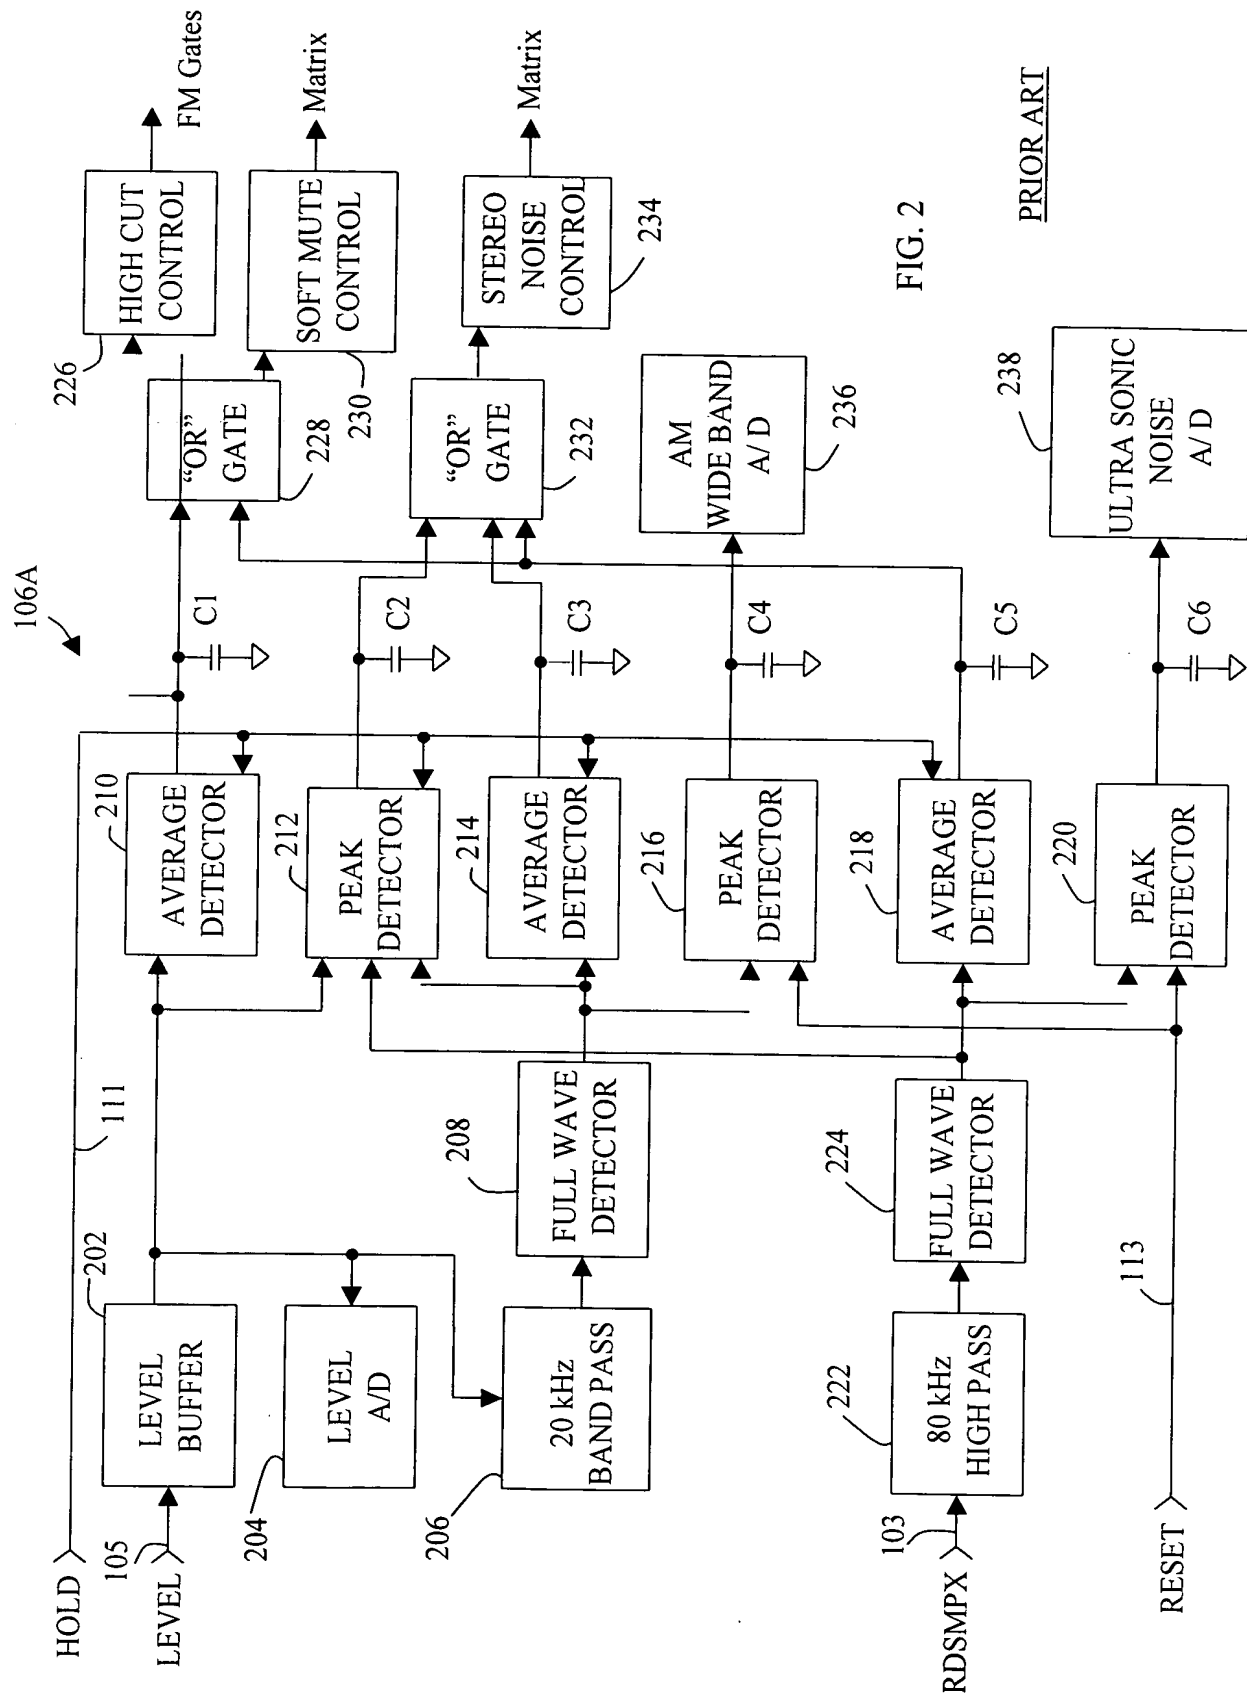 HOLD
111
105
LEVEL
202
LEVEL
BUFFER
204
LEVEL
A/D
206
20 kHz
BAND PASS
208
FULL WAVE
DETECTOR
103
RDSMPX
222
80 kHz
HIGH PASS
224
FULL WAVE
DETECTOR
RESET
113
210
AVERAGE
DETECTOR
212
PEAK
DETECTOR
214
AVERAGE
DETECTOR
216
PEAK
DETECTOR
218
AVERAGE
DETECTOR
220
PEAK
DETECTOR
106A
C1
C2
C3
C4
C5
C6
226
HIGH CUT
CONTROL
FM Gates
"OR"
GATE
228
SOFT MUTE
CONTROL
230
Matrix
"OR"
GATE
232
STEREO
NOISE
CONTROL
234
Matrix
AM
WIDE BAND
A/ D
236
ULTRA SONIC
NOISE
A/ D
238
FIG. 2
PRIOR ART